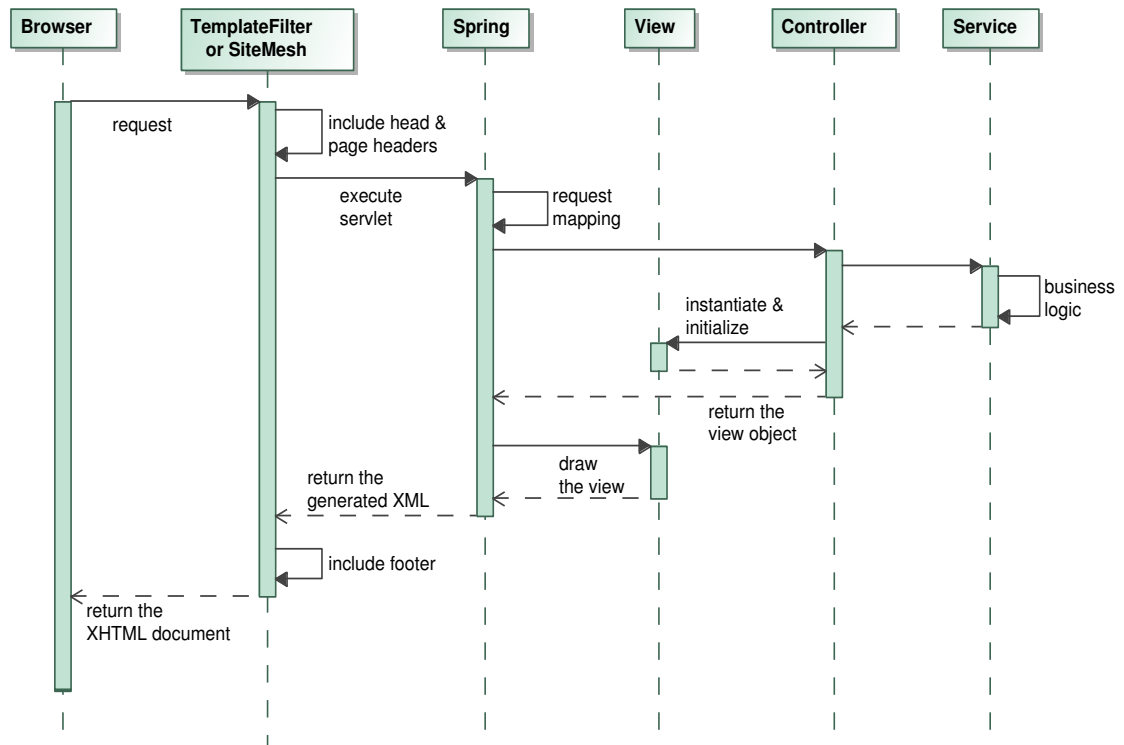 Browser
TemplateFilter
or SiteMesh
Spring
View
Controller
Service
request
include head &
page headers
execute
servlet
request
mapping
business
logic
instantiate &
initialize
return the
view object
draw
the view
return the
generated XML
include footer
return the
XHTML document